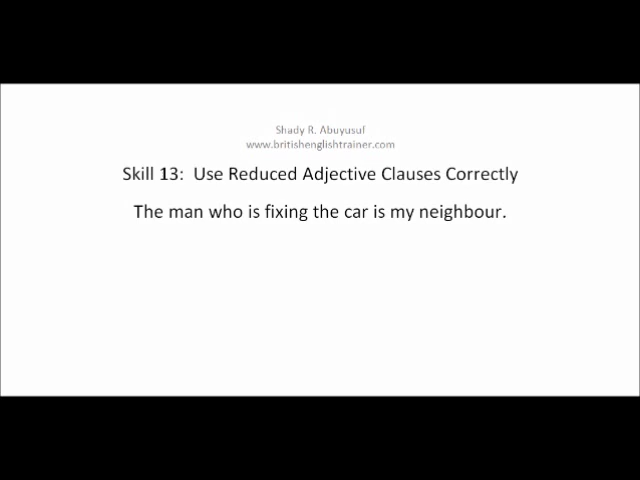 Shady R. Abuyusuf
www.britishenglishtrainer.com
Skill 13: Use Reduced Adjective Clauses Correctly
The man who is fixing the car is my neighbour.